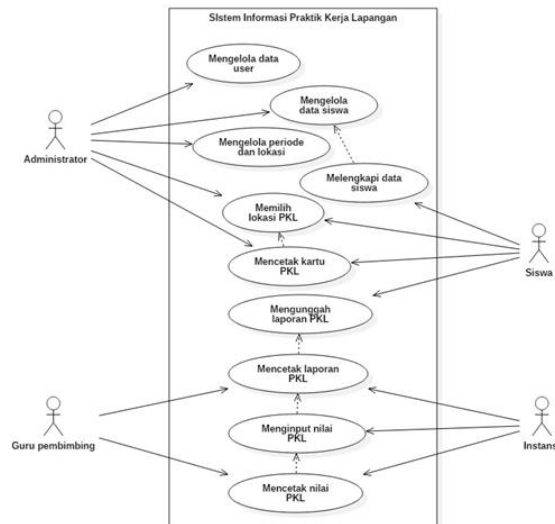 SIstem Informasi Praktik Kerja Lapangan
Mengelola data
user
Mengelola
data siswa
Mengelola periode
dan lokasi
Administrator
Melengkapi data
siswa
Memilih
lokasi PKL
Mencetak kartu
PKL
Siswa
Mengunggah
laporan PKL
Mencetak laporan
PKL
Guru pembimbing
Menginput nilai
PKL
Instans
Mencetak nilai
PKL